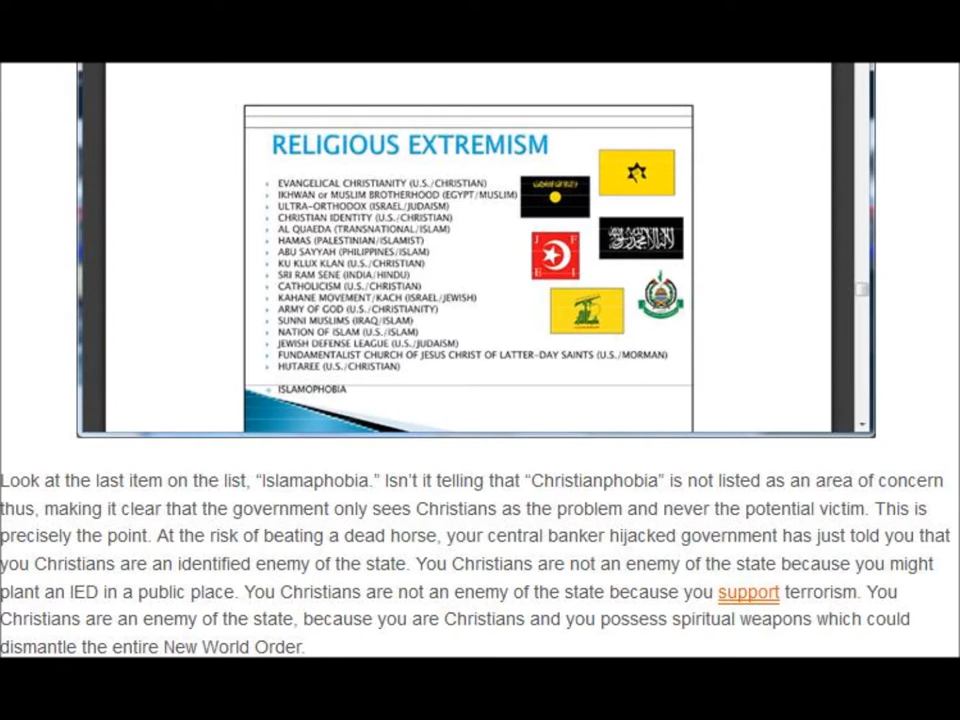 RELIGIOUS EXTREMISM
EVANGELICAL CHRISTIANITY (U.S./CHRISTIAN)
IKHWAN or MUSLIM BROTHERHOOD (EGYPT/MUSLIM)
ULTRA-ORTHODOX (ISRAEL/JUDAISM)
CHRISTIAN IDENTITY (U.S./CHRISTIAN)
AL QUAEDA (TRANSNATIONAL/ISLAM)
HAMAS (PALESTINIAN/ISLAMIST)
ABU SAYYAH (PHILIPPINES/ISLAM)
KU KLUX KLAN (U.S./CHRISTIAN)
SRI RAM SENE (INDIA/HINDU)
CATHOLICISM (U.S./CHRISTIAN)
KAHANE MOVEMENT/KACH (ISRAEL/JEWISH)
ARMY OF GOD (U.S./CHRISTIANITY)
SUNNI MUSLIMS (IRAQ/ISLAM)
NATION OF ISLAM (U.S./ISLAM)
JEWISH DEFENSE LEAGUE (U.S./JUDAISM)
FUNDAMENTALIST CHURCH OF JESUS CHRIST OF LATTER-DAY SAINTS (U.S./MORMAN)
HUTAREE (U.S./CHRISTIAN)
ISLAMOPHOBIA
J F
E I
Look at the last item on the list, “Islamaphobia.” Isn’t it telling that “Christianphobia” is not listed as an area of concern
thus, making it clear that the government only sees Christians as the problem and never the potential victim. This is
precisely the point. At the risk of beating a dead horse, your central banker hijacked government has just told you that
you Christians are an identified enemy of the state. You Christians are not an enemy of the state because you might
plant an IED in a public place. You Christians are not an enemy of the state because you support terrorism. You
Christians are an enemy of the state, because you are Christians and you possess spiritual weapons which could
dismantle the entire New World Order.